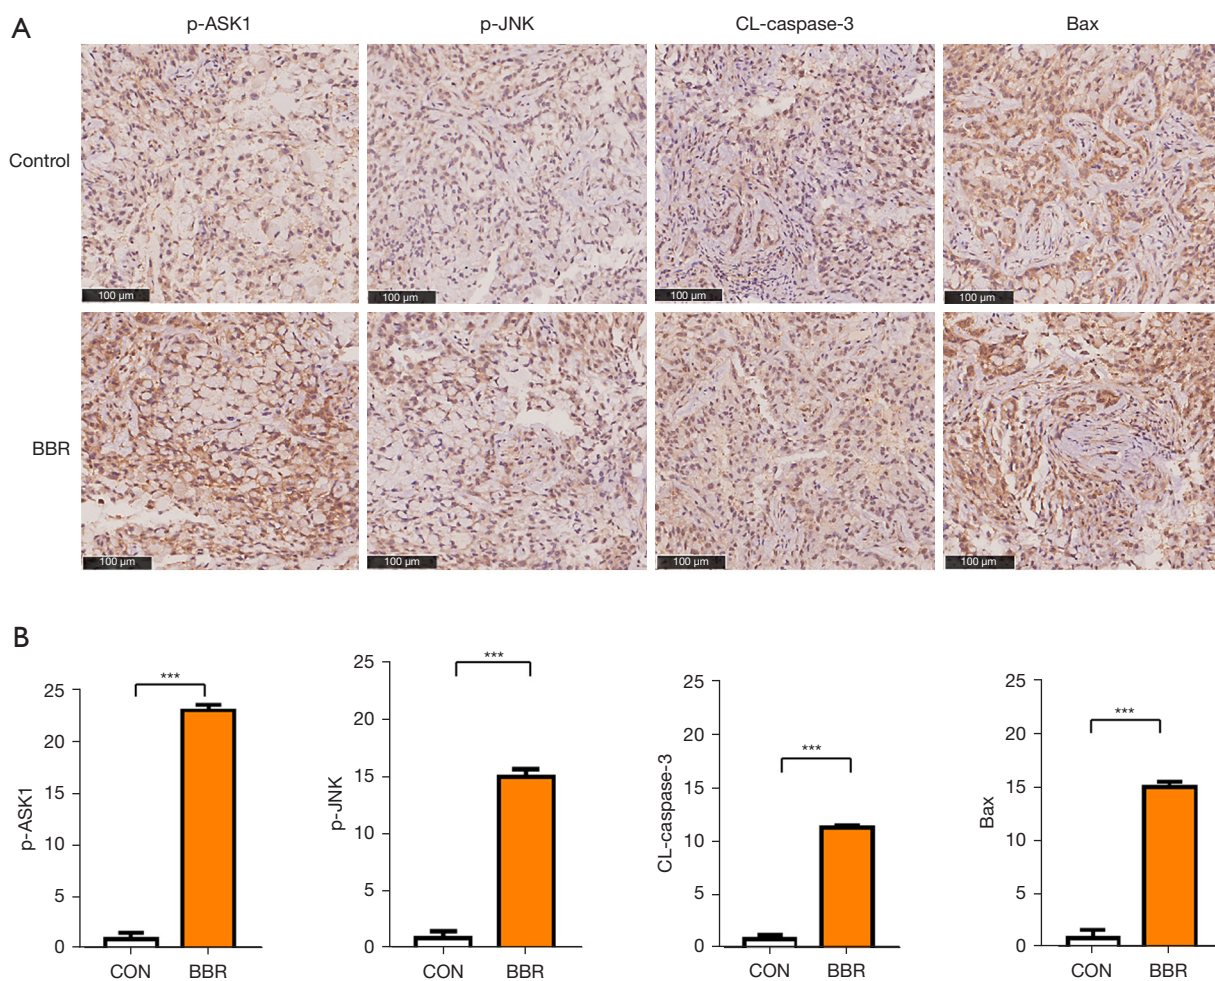 A
p-ASK1 p-JNK CL-caspase-3 Bax
Control
100 µm 100 µm 100 µm 100 µm
BBR
100 µm 100 µm 100 µm 100 µm
B
p-ASK1
25
20
15
10
5
0
***
CON BBR
p-JNK
25
20
15
10
5
0
***
CON BBR
CL-caspase-3
25
20
15
10
5
0
***
CON BBR
Bax
25
20
15
10
5
0
***
CON BBR